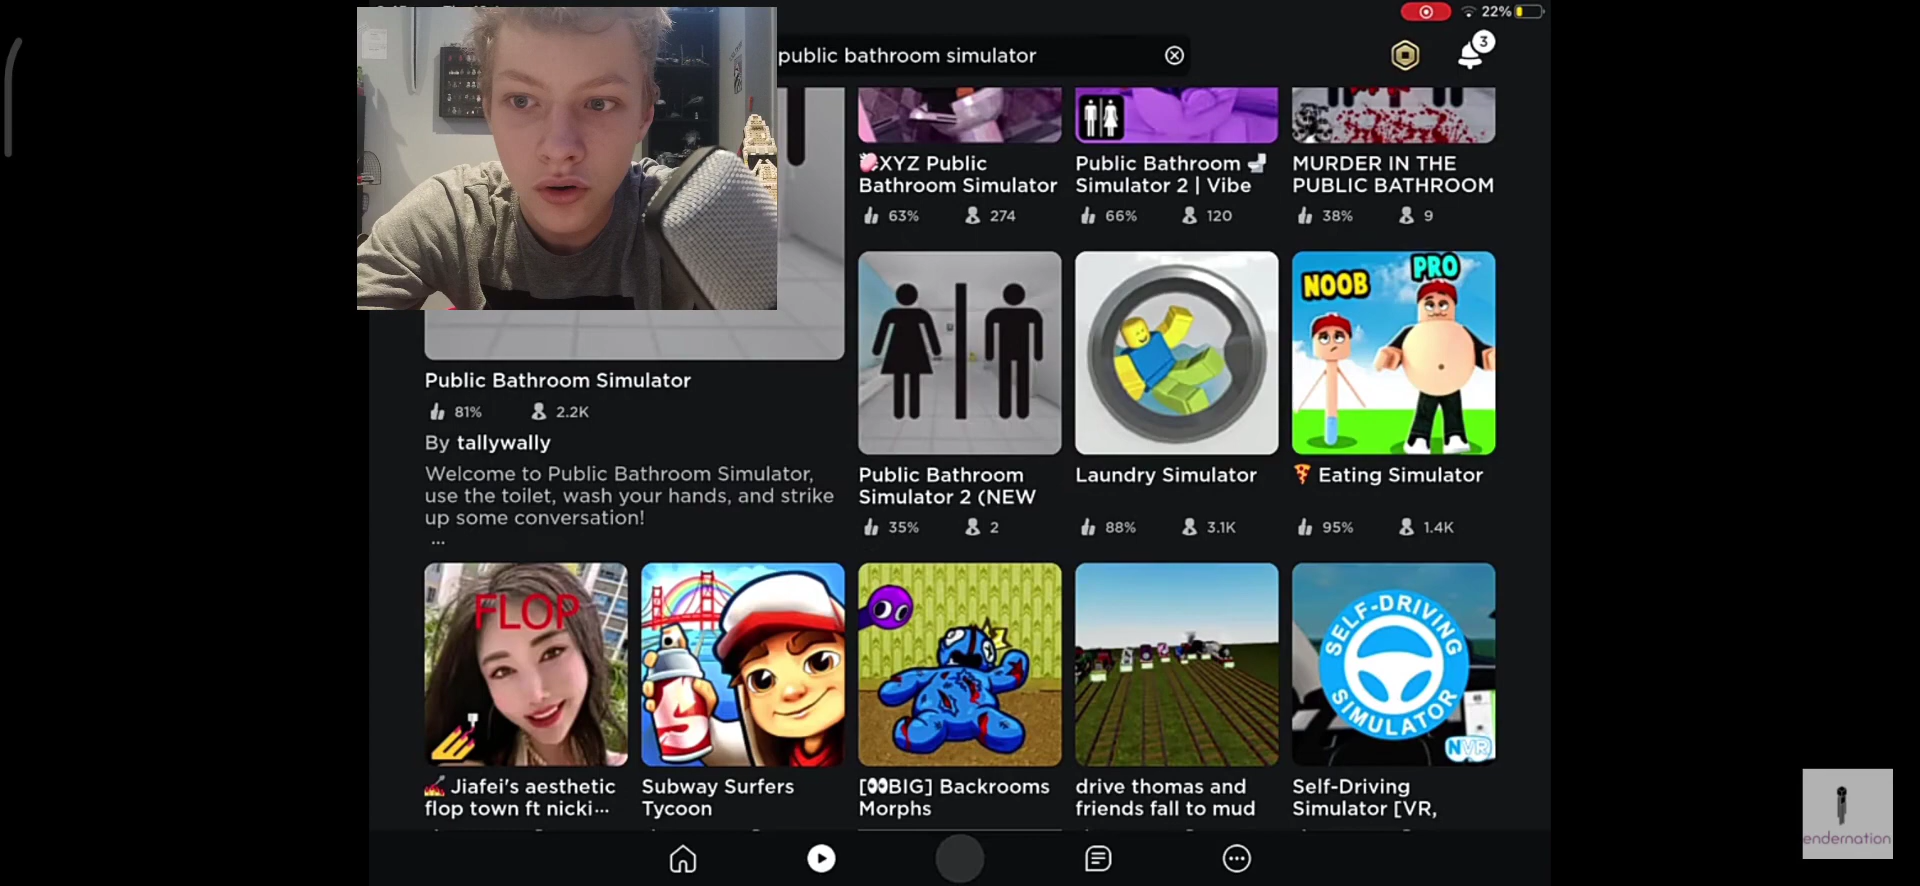 22%
public bathroom simulator
3
XYZ Public
Bathroom Simulator
63% 274
Public Bathroom
Simulator 2 | Vibe
66% 120
MURDER IN THE
PUBLIC BATHROOM
38% 9
Public Bathroom Simulator
81% 2.2K
By tallywally
Welcome to Public Bathroom Simulator,
use the toilet, wash your hands, and strike
up some conversation!
...
Public Bathroom
Simulator 2 (NEW
35% 2
Laundry Simulator
88% 3.1K
NOOB
PRO
Eating Simulator
95% 1.4K
FLOP
Jiafei's aesthetic
flop town ft nicki...
Subway Surfers
Tycoon
[BIG] Backrooms
Morphs
drive thomas and
friends fall to mud
SELF-DRIVING
SIMULATOR
NVR
Self-Driving
Simulator [VR,
endernation